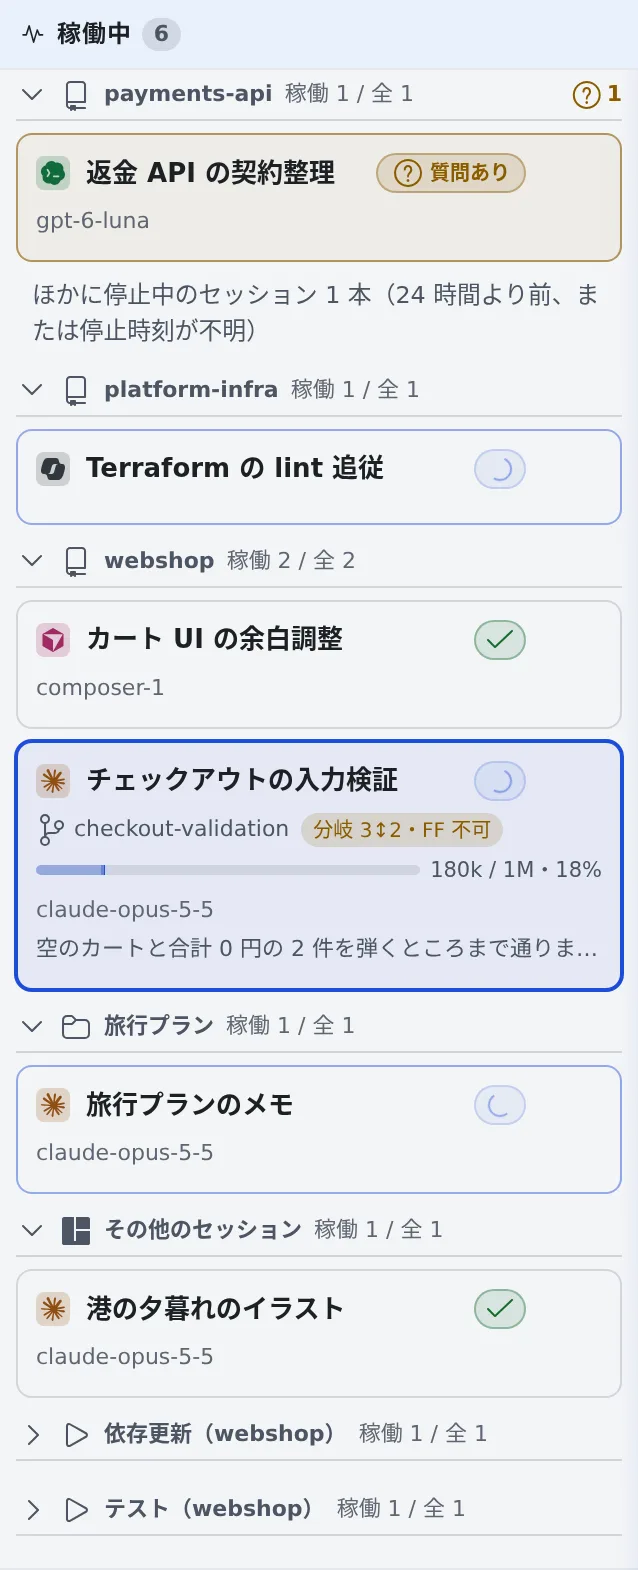 稼働中 6
payments-api 稼働 1 / 全 1 ? 1
返金 API の契約整理 ? 質問あり
gpt-6-luna
ほかに停止中のセッション 1 本（24 時間より前、ま
たは停止時刻が不明）
platform-infra 稼働 1 / 全 1
Terraform の lint 追従
webshop 稼働 2 / 全 2
カート UI の余白調整
composer-1
チェックアウトの入力検証
checkout-validation 分岐 3↕2・FF 不可
180k / 1M・18%
claude-opus-5-5
空のカートと合計 0 円の 2 件を弾くところまで通りま…
旅行プラン 稼働 1 / 全 1
旅行プランのメモ
claude-opus-5-5
その他のセッション 稼働 1 / 全 1
港の夕暮れのイラスト
claude-opus-5-5
依存更新（webshop） 稼働 1 / 全 1
テスト（webshop） 稼働 1 / 全 1